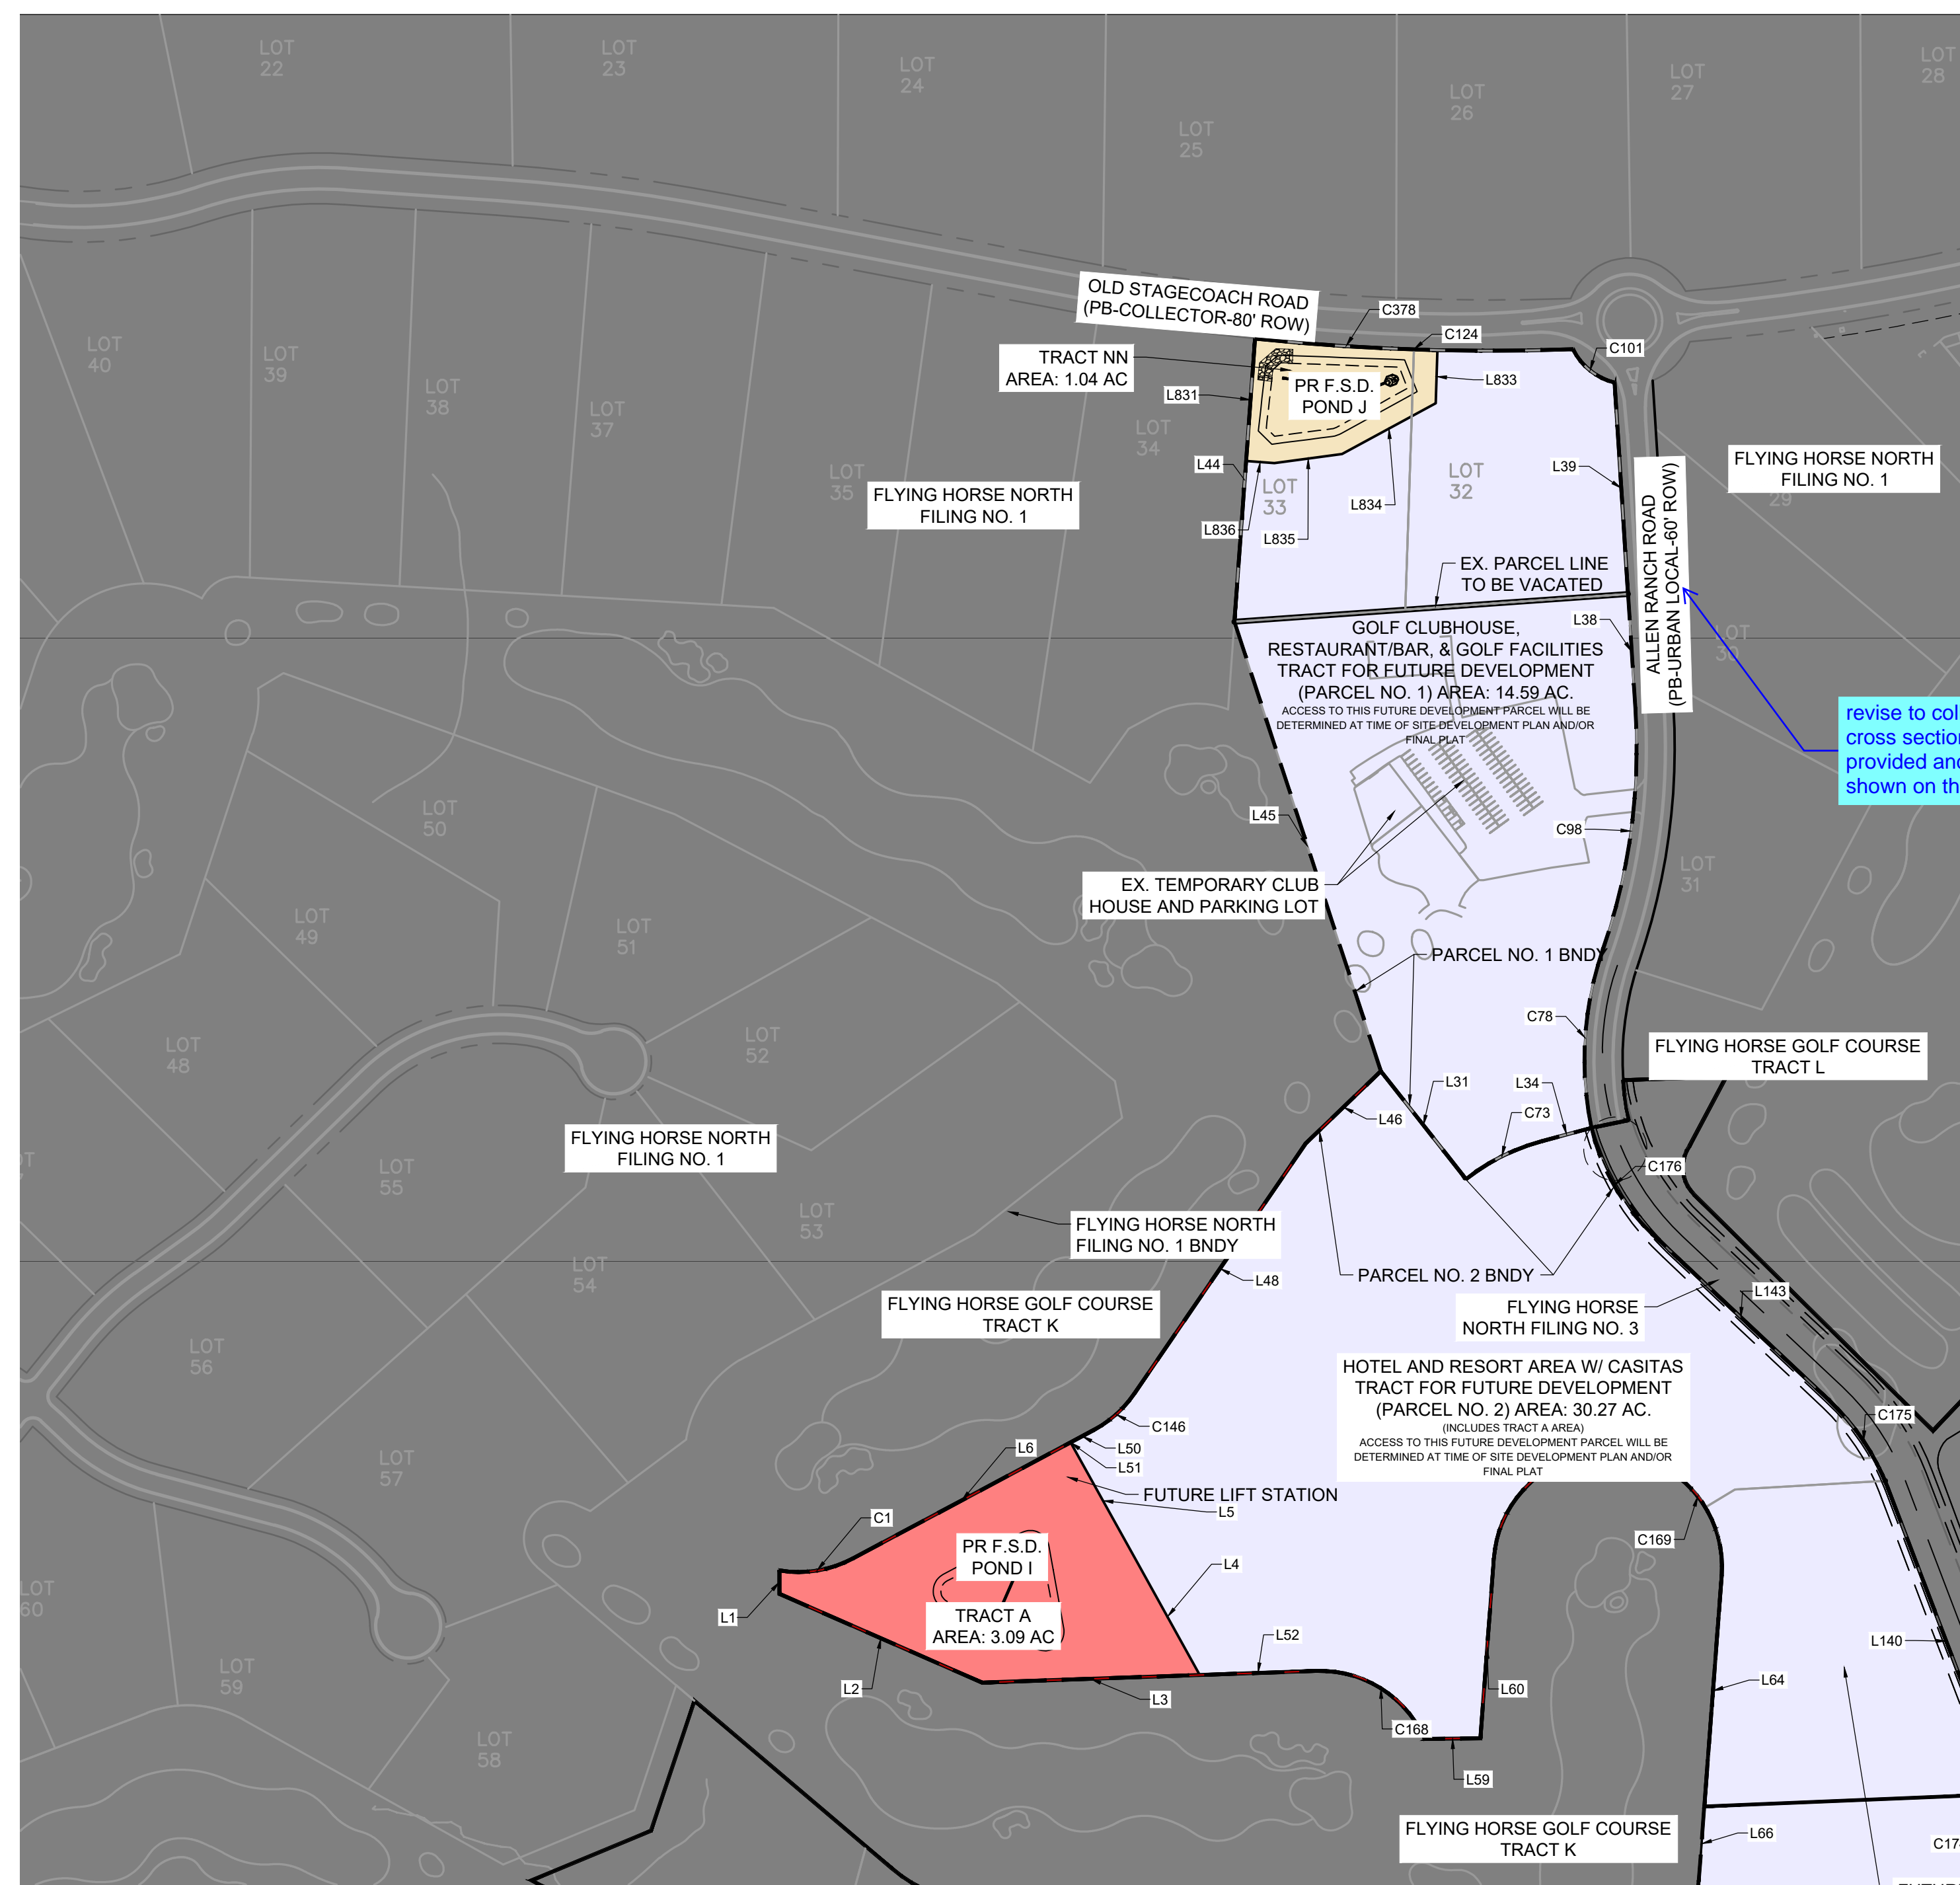 LOT
22
LOT
23
LOT
24
LOT
25
LOT
26
LOT
27
LOT
28
OLD STAGECOACH ROAD
(PB-COLLECTOR-80' ROW)
C378
C124
C101
TRACT NN
AREA: 1.04 AC
PR F.S.D.
POND J
L833
L831
LOT
40
LOT
39
LOT
38
LOT
37
LOT
34
LOT
35
L44
LOT
33
LOT
32
L39
L834
L836
L835
FLYING HORSE NORTH
FILING NO. 1
FLYING HORSE NORTH
FILING NO. 1
29
ALLEN RANCH ROAD
(PB-URBAN LOCAL-60' ROW)
EX. PARCEL LINE
TO BE VACATED
L38
LOT
30
GOLF CLUBHOUSE,
RESTAURANT/BAR, & GOLF FACILITIES
TRACT FOR FUTURE DEVELOPMENT
(PARCEL NO. 1) AREA: 14.59 AC.
ACCESS TO THIS FUTURE DEVELOPMENT PARCEL WILL BE
DETERMINED AT TIME OF SITE DEVELOPMENT PLAN AND/OR
FINAL PLAT
revise to col
cross section
provided and
shown on th
LOT
50
L45
C98
LOT
31
EX. TEMPORARY CLUB
HOUSE AND PARKING LOT
LOT
49
LOT
51
PARCEL NO. 1 BNDY
C78
LOT
48
LOT
52
FLYING HORSE GOLF COURSE
TRACT L
L31
L34
C73
L46
FLYING HORSE NORTH
FILING NO. 1
C176
LOT
55
LOT
53
FLYING HORSE NORTH
FILING NO. 1 BNDY
LOT
54
L48
PARCEL NO. 2 BNDY
L143
FLYING HORSE GOLF COURSE
TRACT K
FLYING HORSE
NORTH FILING NO. 3
LOT
56
HOTEL AND RESORT AREA W/ CASITAS
TRACT FOR FUTURE DEVELOPMENT
(PARCEL NO. 2) AREA: 30.27 AC.
(INCLUDES TRACT A AREA)
ACCESS TO THIS FUTURE DEVELOPMENT PARCEL WILL BE
DETERMINED AT TIME OF SITE DEVELOPMENT PLAN AND/OR
FINAL PLAT
C175
C146
L6
L50
L51
LOT
57
FUTURE LIFT STATION
L5
C1
C169
PR F.S.D.
POND I
L4
LOT
60
L1
TRACT A
AREA: 3.09 AC
L52
L140
LOT
59
L2
L3
L60
L64
C168
LOT
58
L59
FLYING HORSE GOLF COURSE
TRACT K
L66